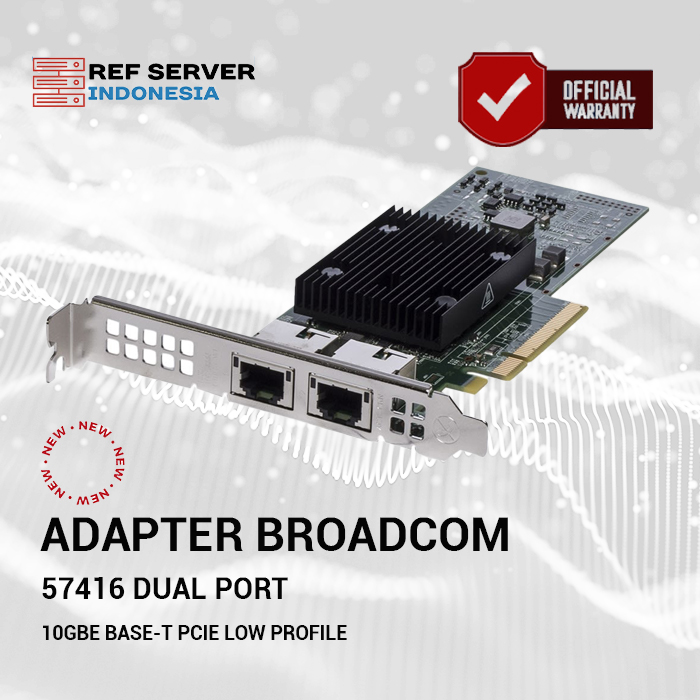 REF SERVER
INDONESIA
OFFICIAL
WARRANTY
NEW • NEW • NEW • NEW • NEW •
ADAPTER BROADCOM
57416 DUAL PORT
10GBE BASE-T PCIE LOW PROFILE